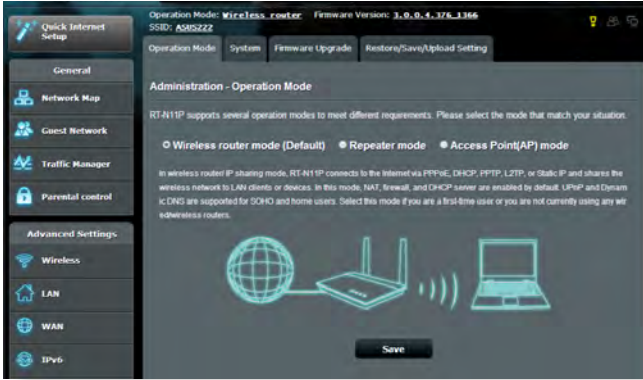 Quick Internet
Setup
Operation Mode: Wireless router Firmware Version: 3.0.0.4.376_1366
SSID: ASUS222
Operation Mode System Firmware Upgrade Restore/Save/Upload Setting
General
Network Map
Guest Network
Traffic Manager
Parental control
Advanced Settings
Wireless
LAN
WAN
IPv6
Administration - Operation Mode
RT-N11P supports several operation modes to meet different requirements. Please select the mode that match your situation.
Wireless router mode (Default) Repeater mode Access Point(AP) mode
In wireless router/ IP sharing mode, RT-N11P connects to the Internet via PPPoE, DHCP, PPTP, L2TP, or Static IP and shares the
wireless network to LAN clients or devices. In this mode, NAT, firewall, and DHCP server are enabled by default. UPnP and Dynam
ic DNS are supported for SOHO and home users. Select this mode if you are a first-time user or you are not currently using any wir
ed/wireless routers.
Save